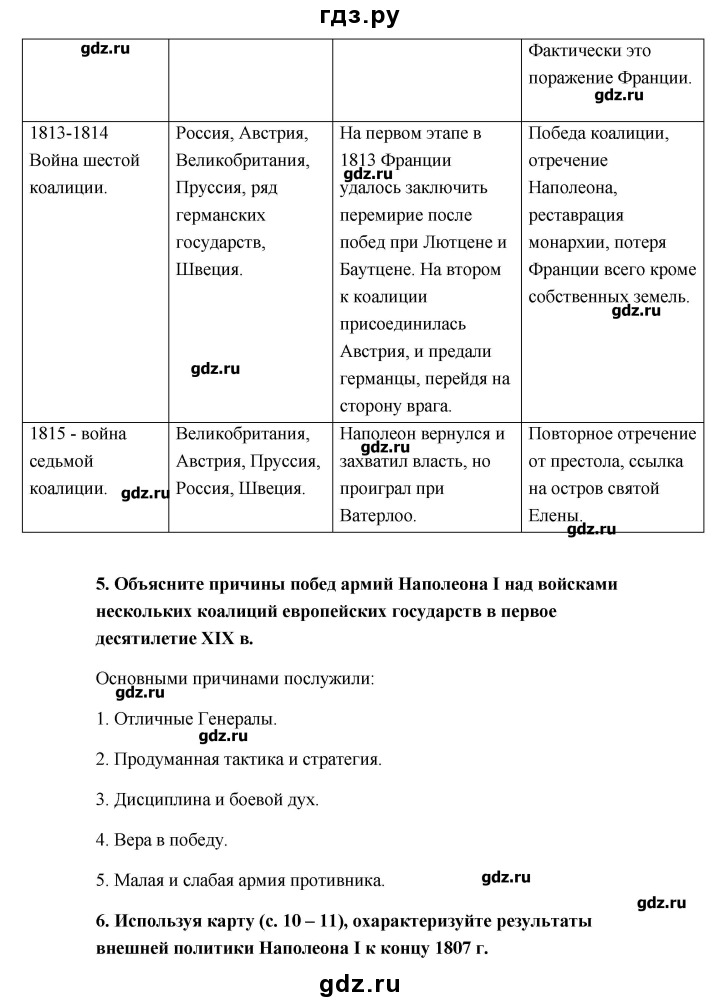 гдз.ру
gdz.ru
Фактически это
поражение Франции.
gdz.ru
1813-1814
Война шестой
коалиции.
Россия, Австрия,
Великобритания,
Пруссия, ряд
германских
государств,
Швеция.
gdz.ru
На первом этапе в
1813 Франции
gdz.ru
удалось заключить
перемирие после
побед при Лютцене и
Баутцене. На втором
к коалиции
присоединилась
Австрия, и предали
германцы, перейдя на
сторону врага.
Победа коалиции,
отречение
Наполеона,
реставрация
монархии, потеря
Франции всего кроме
собственных земель.
gdz.ru
1815 - война
седьмой
коалиции.
gdz.ru
Великобритания,
Австрия, Пруссия,
Россия, Швеция.
Наполеон вернулся и
gdz.ru
захватил власть, но
проиграл при
Ватерлоо.
Повторное отречение
от престола, ссылка
на остров святой
Елены.
gdz.ru
5. Объясните причины побед армий Наполеона I над войсками
нескольких коалиций европейских государств в первое
десятилетие XIX в.
Основными причинами послужили:
gdz.ru
1. Отличные Генералы.
gdz.ru
2. Продуманная тактика и стратегия.
3. Дисциплина и боевой дух.
4. Вера в победу.
5. Малая и слабая армия противника.
gdz.ru
gdz.ru
6. Используя карту (с. 10 – 11), охарактеризуйте результаты
внешней политики Наполеона I к концу 1807 г.
gdz.ru